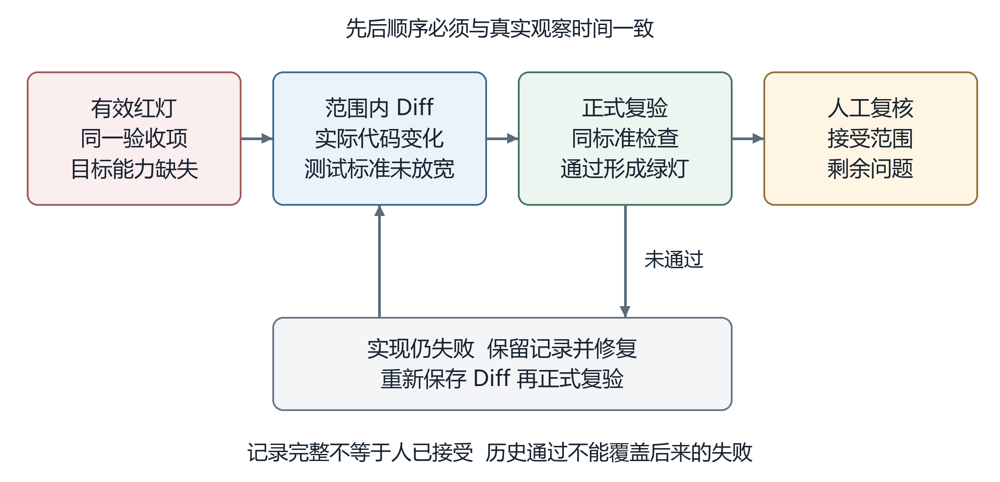 先后顺序必须与真实观察时间一致
有效红灯
同一验收项
目标能力缺失
范围内 Diff
实际代码变化
测试标准未放宽
正式复验
同标准检查
通过形成绿灯
人工复核
接受范围
剩余问题
未通过
实现仍失败 保留记录并修复
重新保存 Diff 再正式复验
记录完整不等于人已接受 历史通过不能覆盖后来的失败